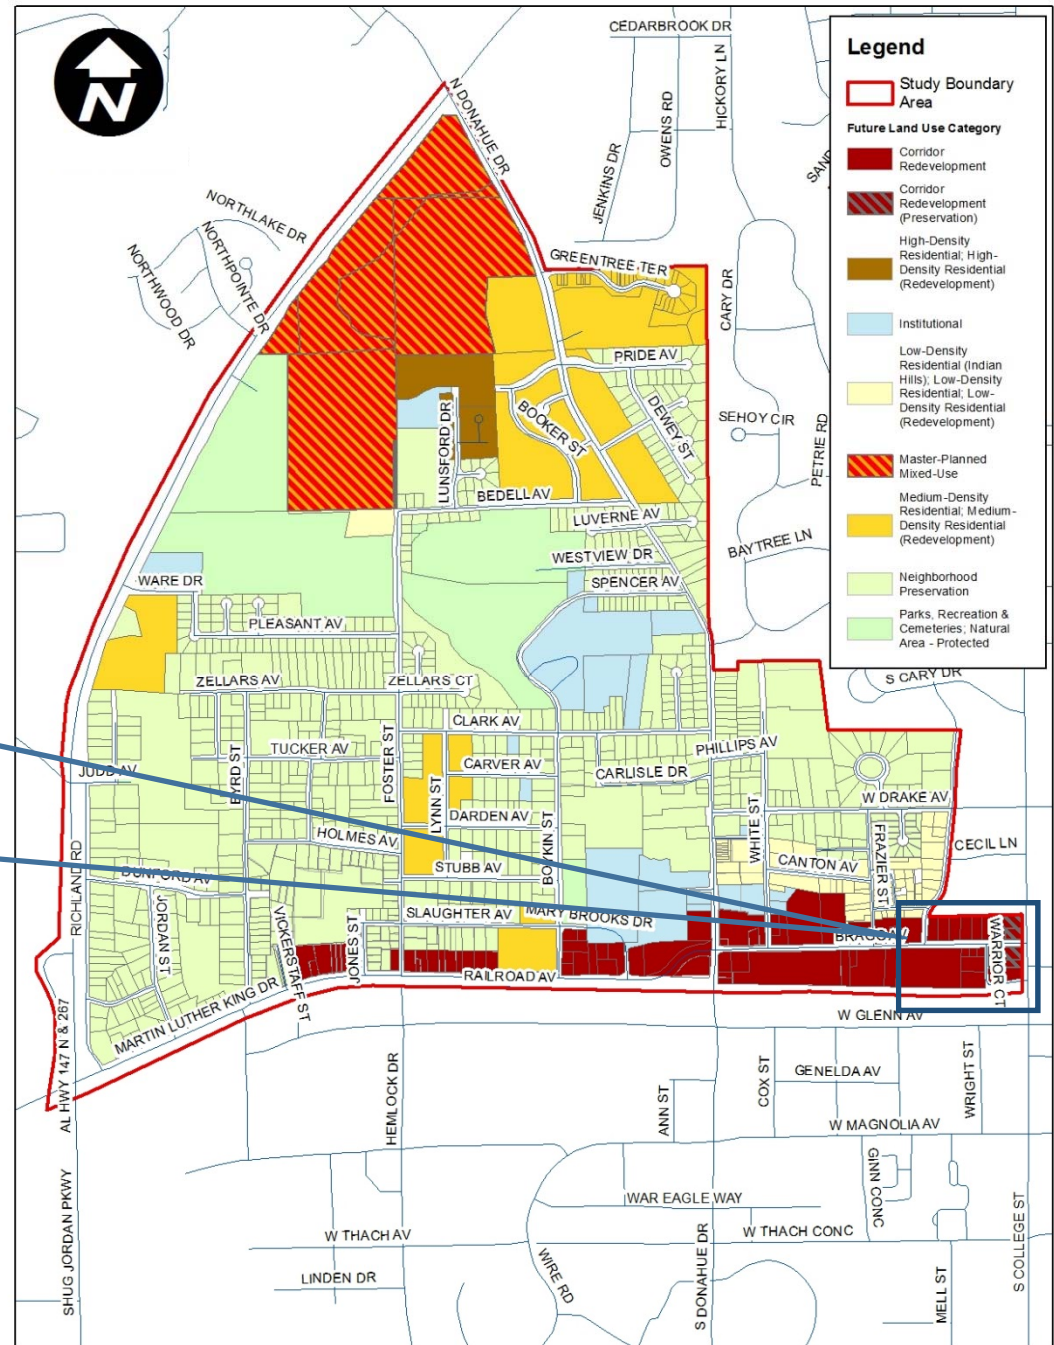 N
CEDARBROOK DR
HICKORY LN
OWENS RD
JENKINS DR
N DONAHUE DR
NORTHLAKE DR
NORTHPOINTE DR
NORTHWOOD DR
GREENTREE TER
CARY DR
PRIDE AV
DEWEY ST
BOOKER ST
SEHOY CIR
PETRIE RD
LUNSFORD DR
BEDELL AV
LUVERNE AV
WESTVIEW DR
BAYTREE LN
SPENCER AV
WARE DR
PLEASANT AV
ZELLARS AV
ZELLARS CT
S CARY DR
CLARK AV
TUCKER AV
BYRD ST
FOSTER ST
LYNN ST
CARVER AV
CARLISLE DR
PHILLIPS AV
JUDD AV
W DRAKE AV
WHITE ST
DARDEN AV
HOLMES AV
BOYKIN ST
STUBB AV
CANTON AV
FRAZIER ST
CECIL LN
RICHLAND RD
DUNFORD AV
JORDAN ST
VICKERSTAFF ST
JONES ST
SLAUGHTER AV
MARY BROOKS DR
BRAGG AV
WARRIOR CT
RAILROAD AV
MARTIN LUTHER KING DR
W GLENN AV
AL HWY 147 N & 267
HEMLOCK DR
ANN ST
COX ST
GENELDA AV
WRIGHT ST
W MAGNOLIA AV
GINN CONC
WAR EAGLE WAY
W THACH AV
W THACH CONC
SHUG JORDAN PKWY
LINDEN DR
WIRE RD
S DONAHUE DR
MELL ST
S COLLEGE ST
Legend
Study Boundary
Area
Future Land Use Category
Corridor
Redevelopment
Corridor
Redevelopment
(Preservation)
High-Density
Residential; High-
Density Residential
(Redevelopment)
Institutional
Low-Density
Residential (Indian
Hills); Low-Density
Residential; Low-
Density Residential
(Redevelopment)
Master-Planned
Mixed-Use
Medium-Density
Residential; Medium-
Density Residential
(Redevelopment)
Neighborhood
Preservation
Parks, Recreation &
Cemeteries; Natural
Area - Protected